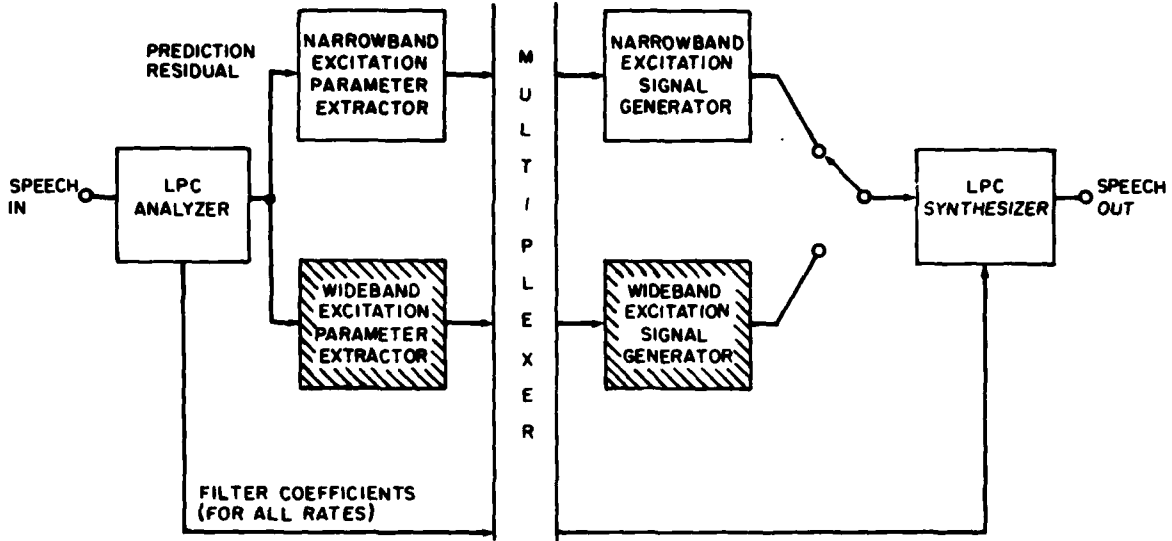 PREDICTION
RESIDUAL
NARROWBAND
EXCITATION
PARAMETER
EXTRACTOR
MULTIPLEXER
NARROWBAND
EXCITATION
SIGNAL
GENERATOR
SPEECH
IN
LPC
ANALYZER
LPC
SYNTHESIZER
SPEECH
OUT
WIDEBAND
EXCITATION
PARAMETER
EXTRACTOR
WIDEBAND
EXCITATION
SIGNAL
GENERATOR
FILTER COEFFICIENTS
(FOR ALL RATES)